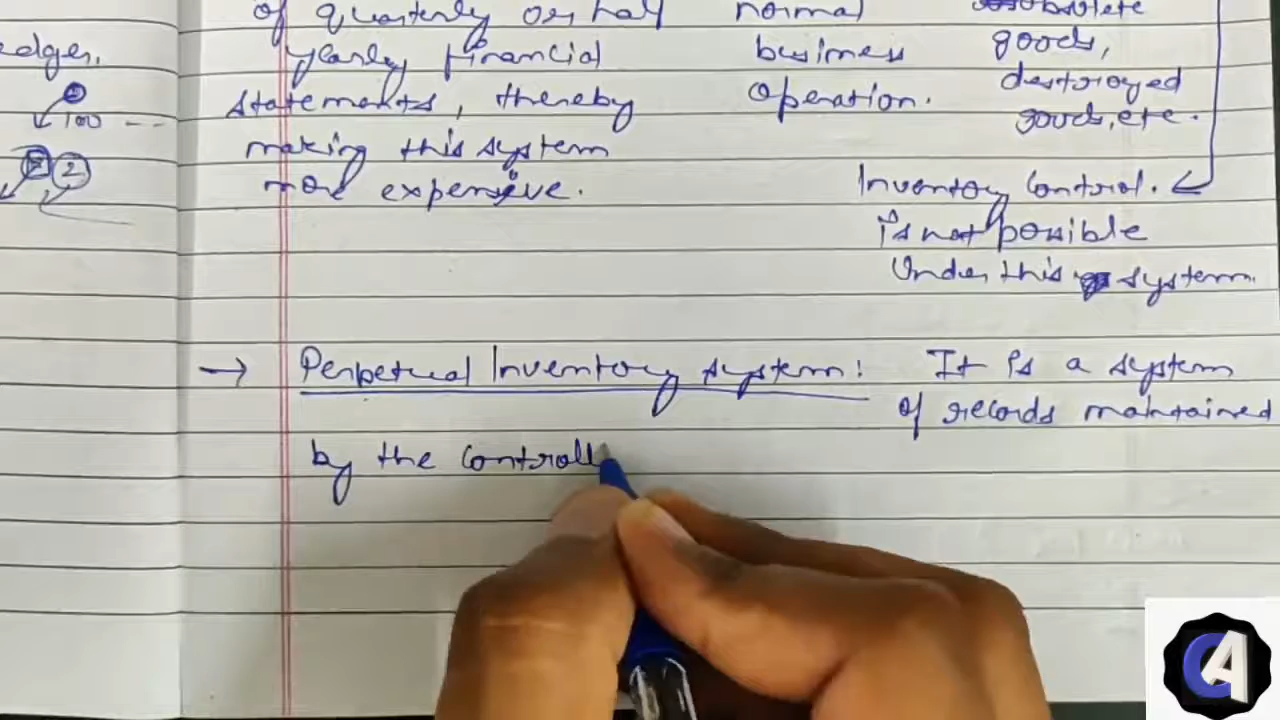 of quarterly or half
yearly financial
statements, thereby
making this system
more expensive.
normal
business
operation.
obsolete
goods,
destroyed
goods, etc.
Inventory Control.
is not possible
Under this system.
edges.
100 ---
2
→ Perpetual Inventory system: It is a system
of records maintained
by the controll
CA